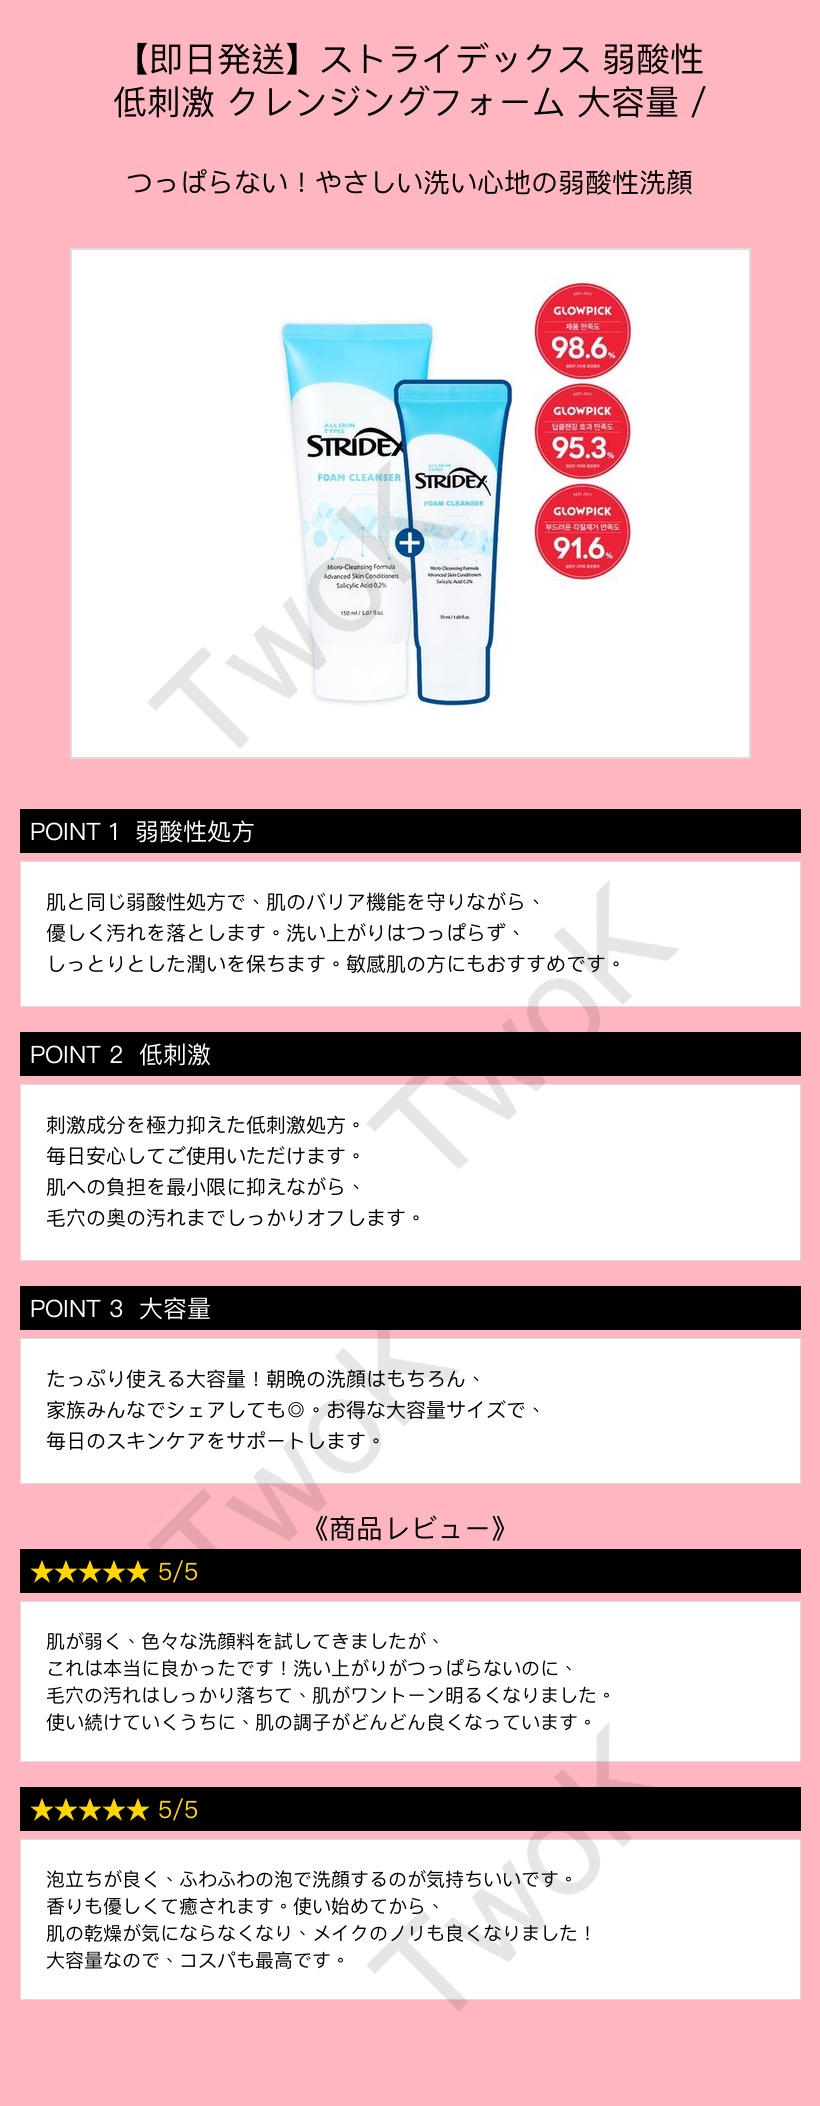 【即日発送】ストライデックス 弱酸性
低刺激 クレンジングフォーム 大容量 /
つっぱらない！やさしい洗い心地の弱酸性洗顔
GLOWPICK
제품 만족도
98.6%
GLOWPICK
딥클렌징 효과 만족도
95.3%
GLOWPICK
부드러운 각질제거 만족도
91.6%
ALL SKIN
TYPES
STRIDEX
FOAM CLEANSER
Micro-Cleansing Formula
Advanced Skin Conditioners
Salicylic Acid 0.2%
150 ml / 5.07 fl.oz.
ALL SKIN
TYPES
STRIDEX
FOAM CLEANSER
Micro-Cleansing Formula
Advanced Skin Conditioners
Salicylic Acid 0.2%
50 ml / 1.69 fl.oz.
TwoK
POINT 1 弱酸性処方
肌と同じ弱酸性処方で、肌のバリア機能を守りながら、
優しく汚れを落とします。洗い上がりはつっぱらず、
しっとりとした潤いを保ちます。敏感肌の方にもおすすめです。
TwoK
POINT 2 低刺激
刺激成分を極力抑えた低刺激処方。
毎日安心してご使用いただけます。
肌への負担を最小限に抑えながら、
毛穴の奥の汚れまでしっかりオフします。
POINT 3 大容量
たっぷり使える大容量！朝晩の洗顔はもちろん、
家族みんなでシェアしても◎。お得な大容量サイズで、
毎日のスキンケアをサポートします。
TwoK
《商品レビュー》
★★★★★ 5/5
肌が弱く、色々な洗顔料を試してきましたが、
これは本当に良かったです！洗い上がりがつっぱらないのに、
毛穴の汚れはしっかり落ちて、肌がワントーン明るくなりました。
使い続けていくうちに、肌の調子がどんどん良くなっています。
★★★★★ 5/5
泡立ちが良く、ふわふわの泡で洗顔するのが気持ちいいです。
香りも優しくて癒されます。使い始めてから、
肌の乾燥が気にならなくなり、メイクのノリも良くなりました！
大容量なので、コスパも最高です。
TwoK